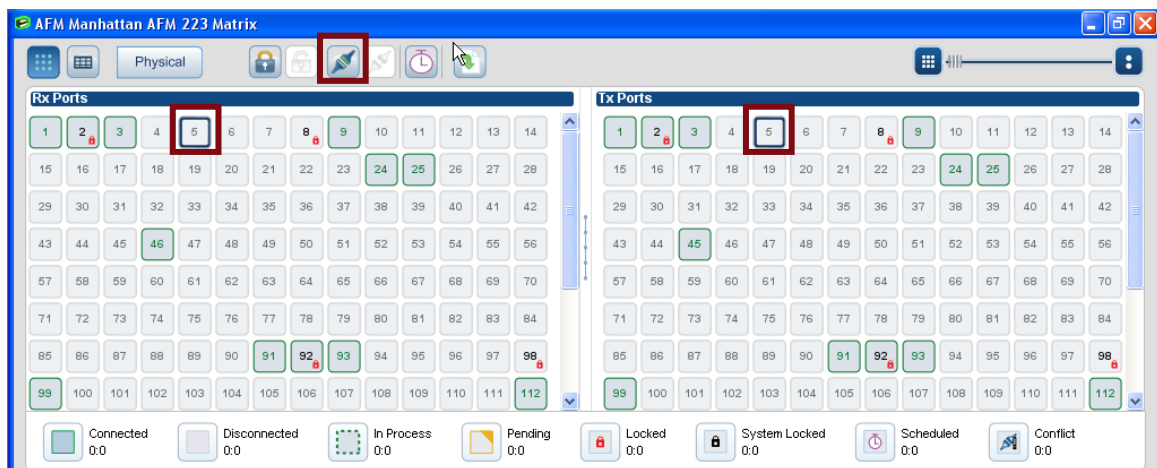 AFM Manhattan AFM 223 Matrix
Physical
Rx Ports
1 2 3 4 5 6 7 8 9 10 11 12 13 14
15 16 17 18 19 20 21 22 23 24 25 26 27 28
29 30 31 32 33 34 35 36 37 38 39 40 41 42
43 44 45 46 47 48 49 50 51 52 53 54 55 56
57 58 59 60 61 62 63 64 65 66 67 68 69 70
71 72 73 74 75 76 77 78 79 80 81 82 83 84
85 86 87 88 89 90 91 92 93 94 95 96 97 98
99 100 101 102 103 104 105 106 107 108 109 110 111 112
Tx Ports
1 2 3 4 5 6 7 8 9 10 11 12 13 14
15 16 17 18 19 20 21 22 23 24 25 26 27 28
29 30 31 32 33 34 35 36 37 38 39 40 41 42
43 44 45 46 47 48 49 50 51 52 53 54 55 56
57 58 59 60 61 62 63 64 65 66 67 68 69 70
71 72 73 74 75 76 77 78 79 80 81 82 83 84
85 86 87 88 89 90 91 92 93 94 95 96 97 98
99 100 101 102 103 104 105 106 107 108 109 110 111 112
Connected
0:0
Disconnected
0:0
In Process
0:0
Pending
0:0
Locked
0:0
System Locked
0:0
Scheduled
0:0
Conflict
0:0